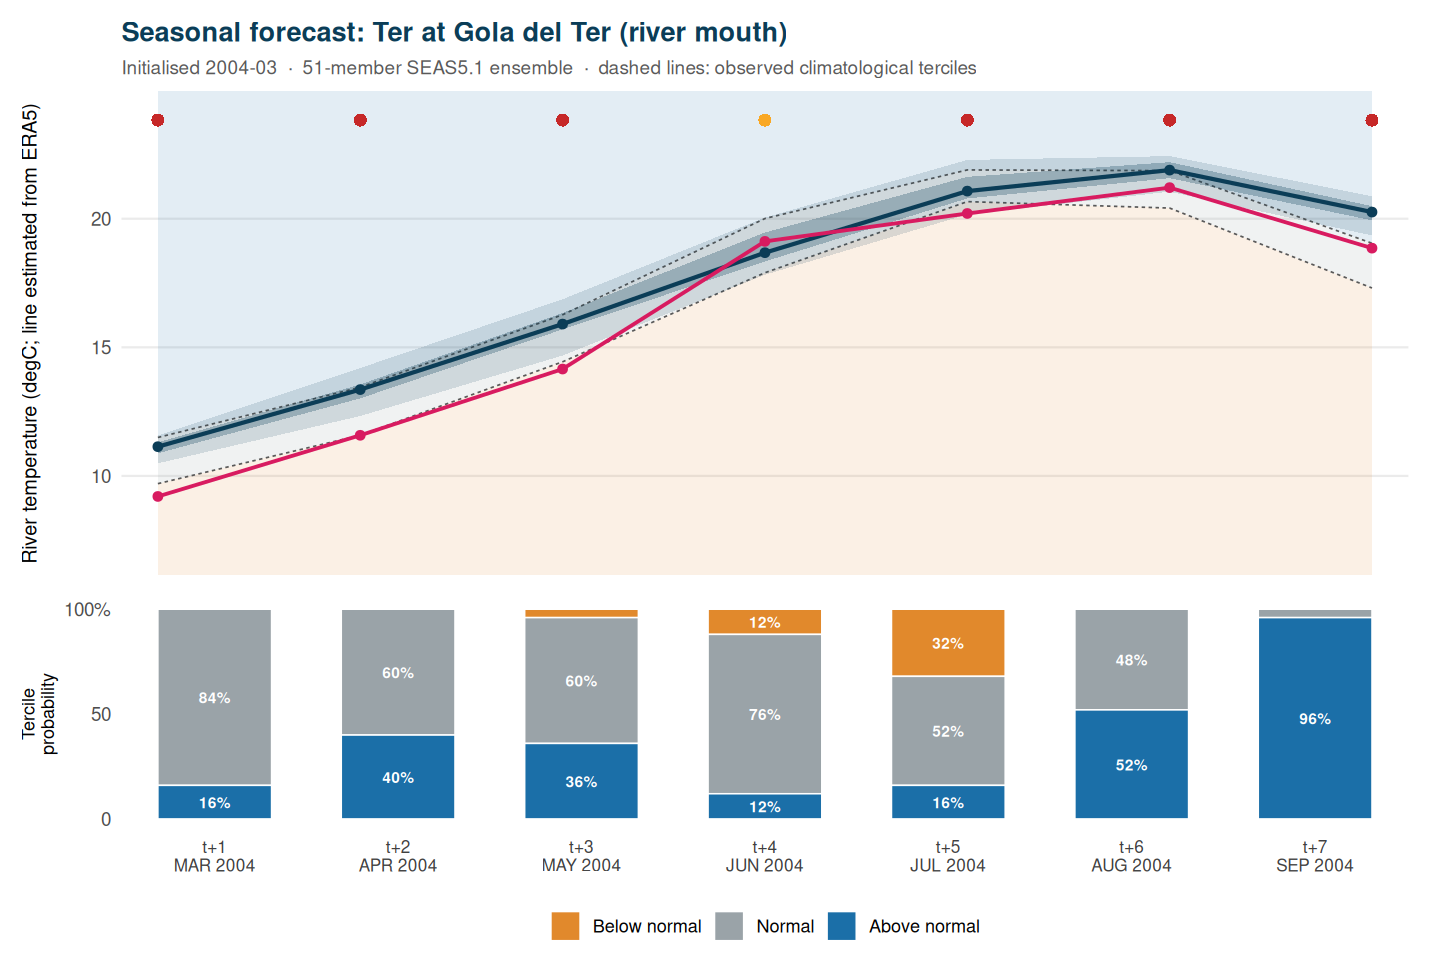 Seasonal forecast: Ter at Gola del Ter (river mouth)
Initialised 2004-03 · 51-member SEAS5.1 ensemble · dashed lines: observed climatological terciles
River temperature (degC; line estimated from ERA5)
20
15
10
Tercile
probability
100%
50
0
84%
16%
60%
40%
60%
36%
12%
76%
12%
32%
52%
16%
48%
52%
96%
t+1
MAR 2004
t+2
APR 2004
t+3
MAY 2004
t+4
JUN 2004
t+5
JUL 2004
t+6
AUG 2004
t+7
SEP 2004
Below normal
Normal
Above normal